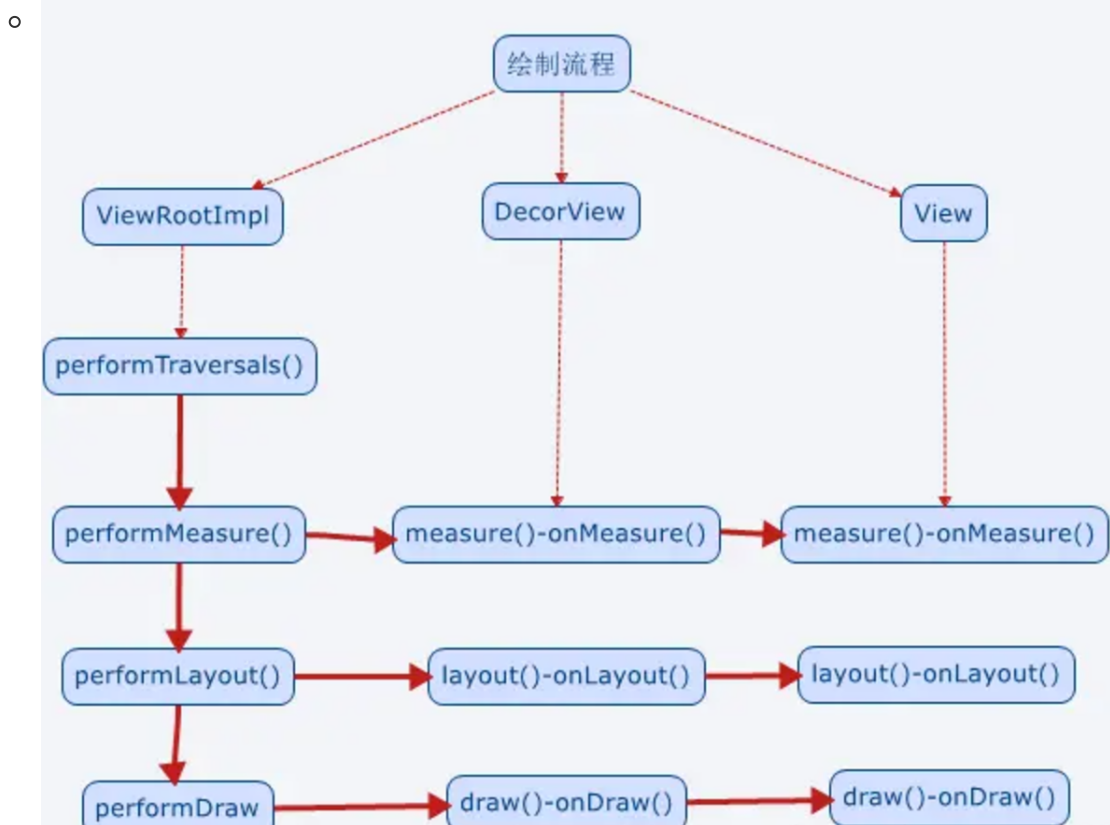 绘制流程
ViewRootImpl
DecorView
View
performTraversals()
performMeasure()
measure()-onMeasure()
measure()-onMeasure()
performLayout()
layout()-onLayout()
layout()-onLayout()
performDraw
draw()-onDraw()
draw()-onDraw()